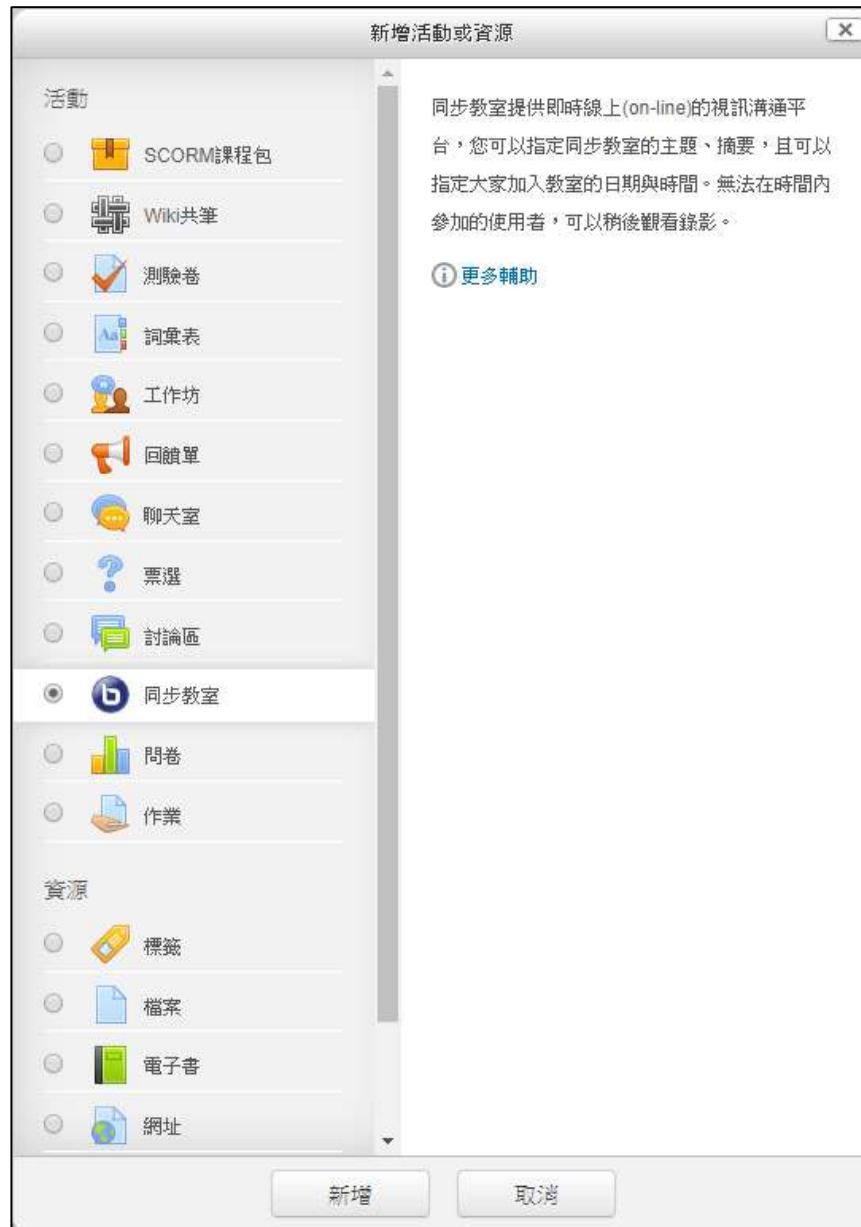 新增活動或資源
活動
SCORM課程包
Wiki共筆
測驗卷
詞彙表
工作坊
回饋單
聊天室
票選
討論區
同步教室
問卷
作業
資源
標籤
檔案
電子書
網址
同步教室提供即時線上(on-line)的視訊溝通平
台，您可以指定同步教室的主題、摘要，且可以
指定大家加入教室的日期與時間。無法在時間內
參加的使用者，可以稍後觀看錄影。
更多輔助
新增
取消